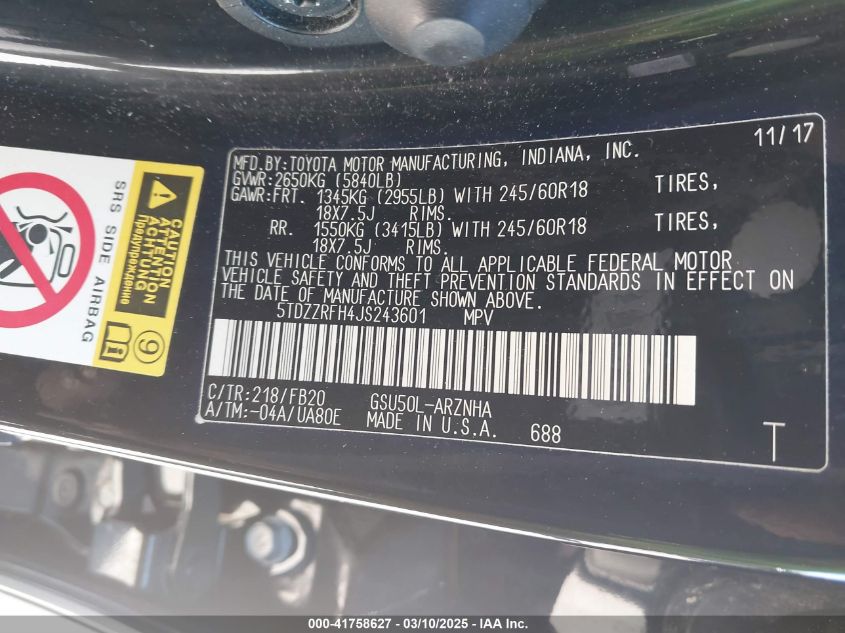 11/17
MFD.BY:TOYOTA MOTOR MANUFACTURING, INDIANA, INC.
GVWR:2650KG (5840LB)
GAWR:FRT. 1345KG (2955LB) WITH 245/60R18 TIRES,
18X7.5J RIMS.
RR. 1550KG (3415LB) WITH 245/60R18 TIRES,
18X7.5J RIMS.
THIS VEHICLE CONFORMS TO ALL APPLICABLE FEDERAL MOTOR
VEHICLE SAFETY AND THEFT PREVENTION STANDARDS IN EFFECT ON
THE DATE OF MANUFACTURE SHOWN ABOVE.
5TDZZRFH4JS243601 MPV
C/TR:218/FB20 GSU50L-ARZNHA
A/TM:-04A/UA80E MADE IN U.S.A. 688
T
CAUTION
ATTENTION
ACHTUNG
Предупреждение
9
SRS SIDE AIRBAG
000-41758627 - 03/10/2025 - IAA Inc.